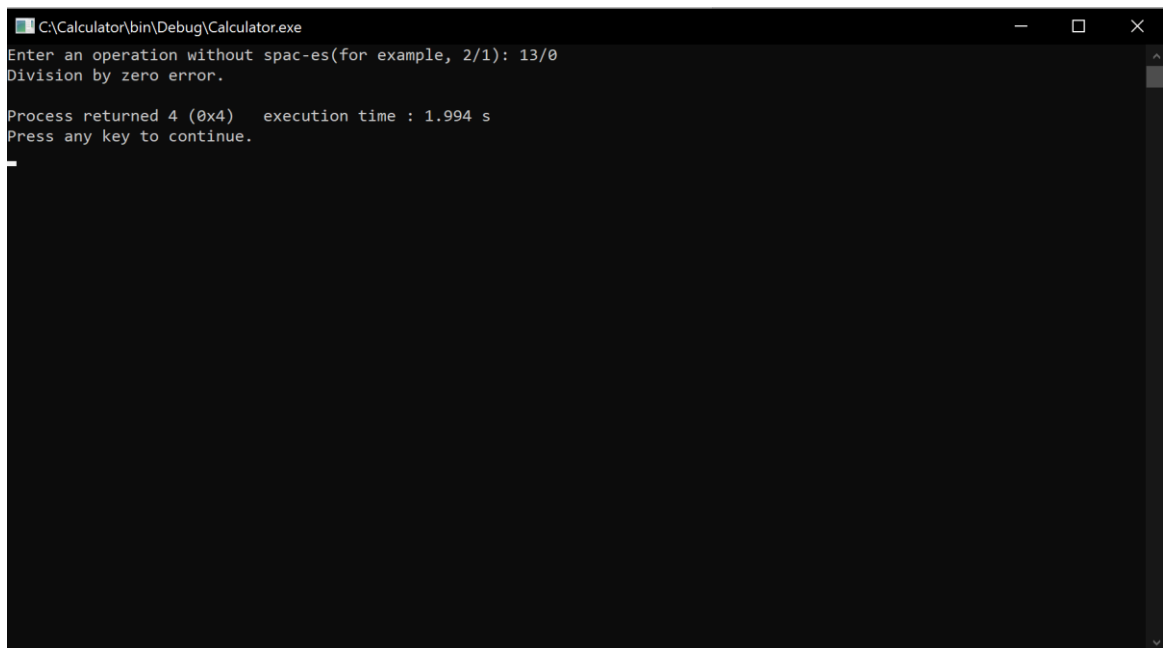 C:\Calculator\bin\Debug\Calculator.exe
Enter an operation without spac-es(for example, 2/1): 13/0
Division by zero error.
Process returned 4 (0x4)   execution time : 1.994 s
Press any key to continue.